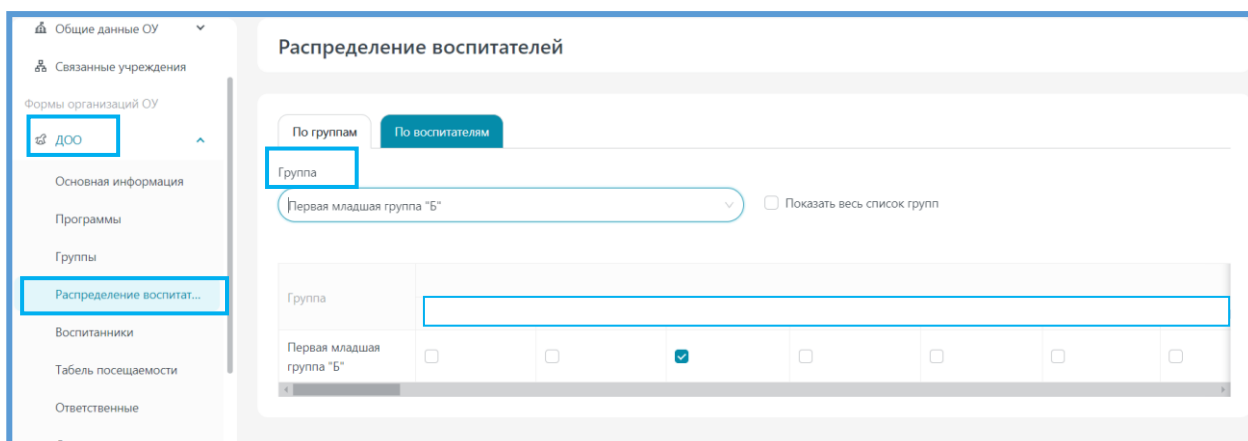 Общие данные ОУ
Связанные учреждения
Формы организаций ОУ
ДОО
Основная информация
Программы
Группы
Распределение воспитат...
Воспитанники
Табель посещаемости
Ответственные
Распределение воспитателей
По группам
По воспитателям
Группа
Первая младшая группа "Б"
Показать весь список групп
Группа
Первая младшая
группа "Б"